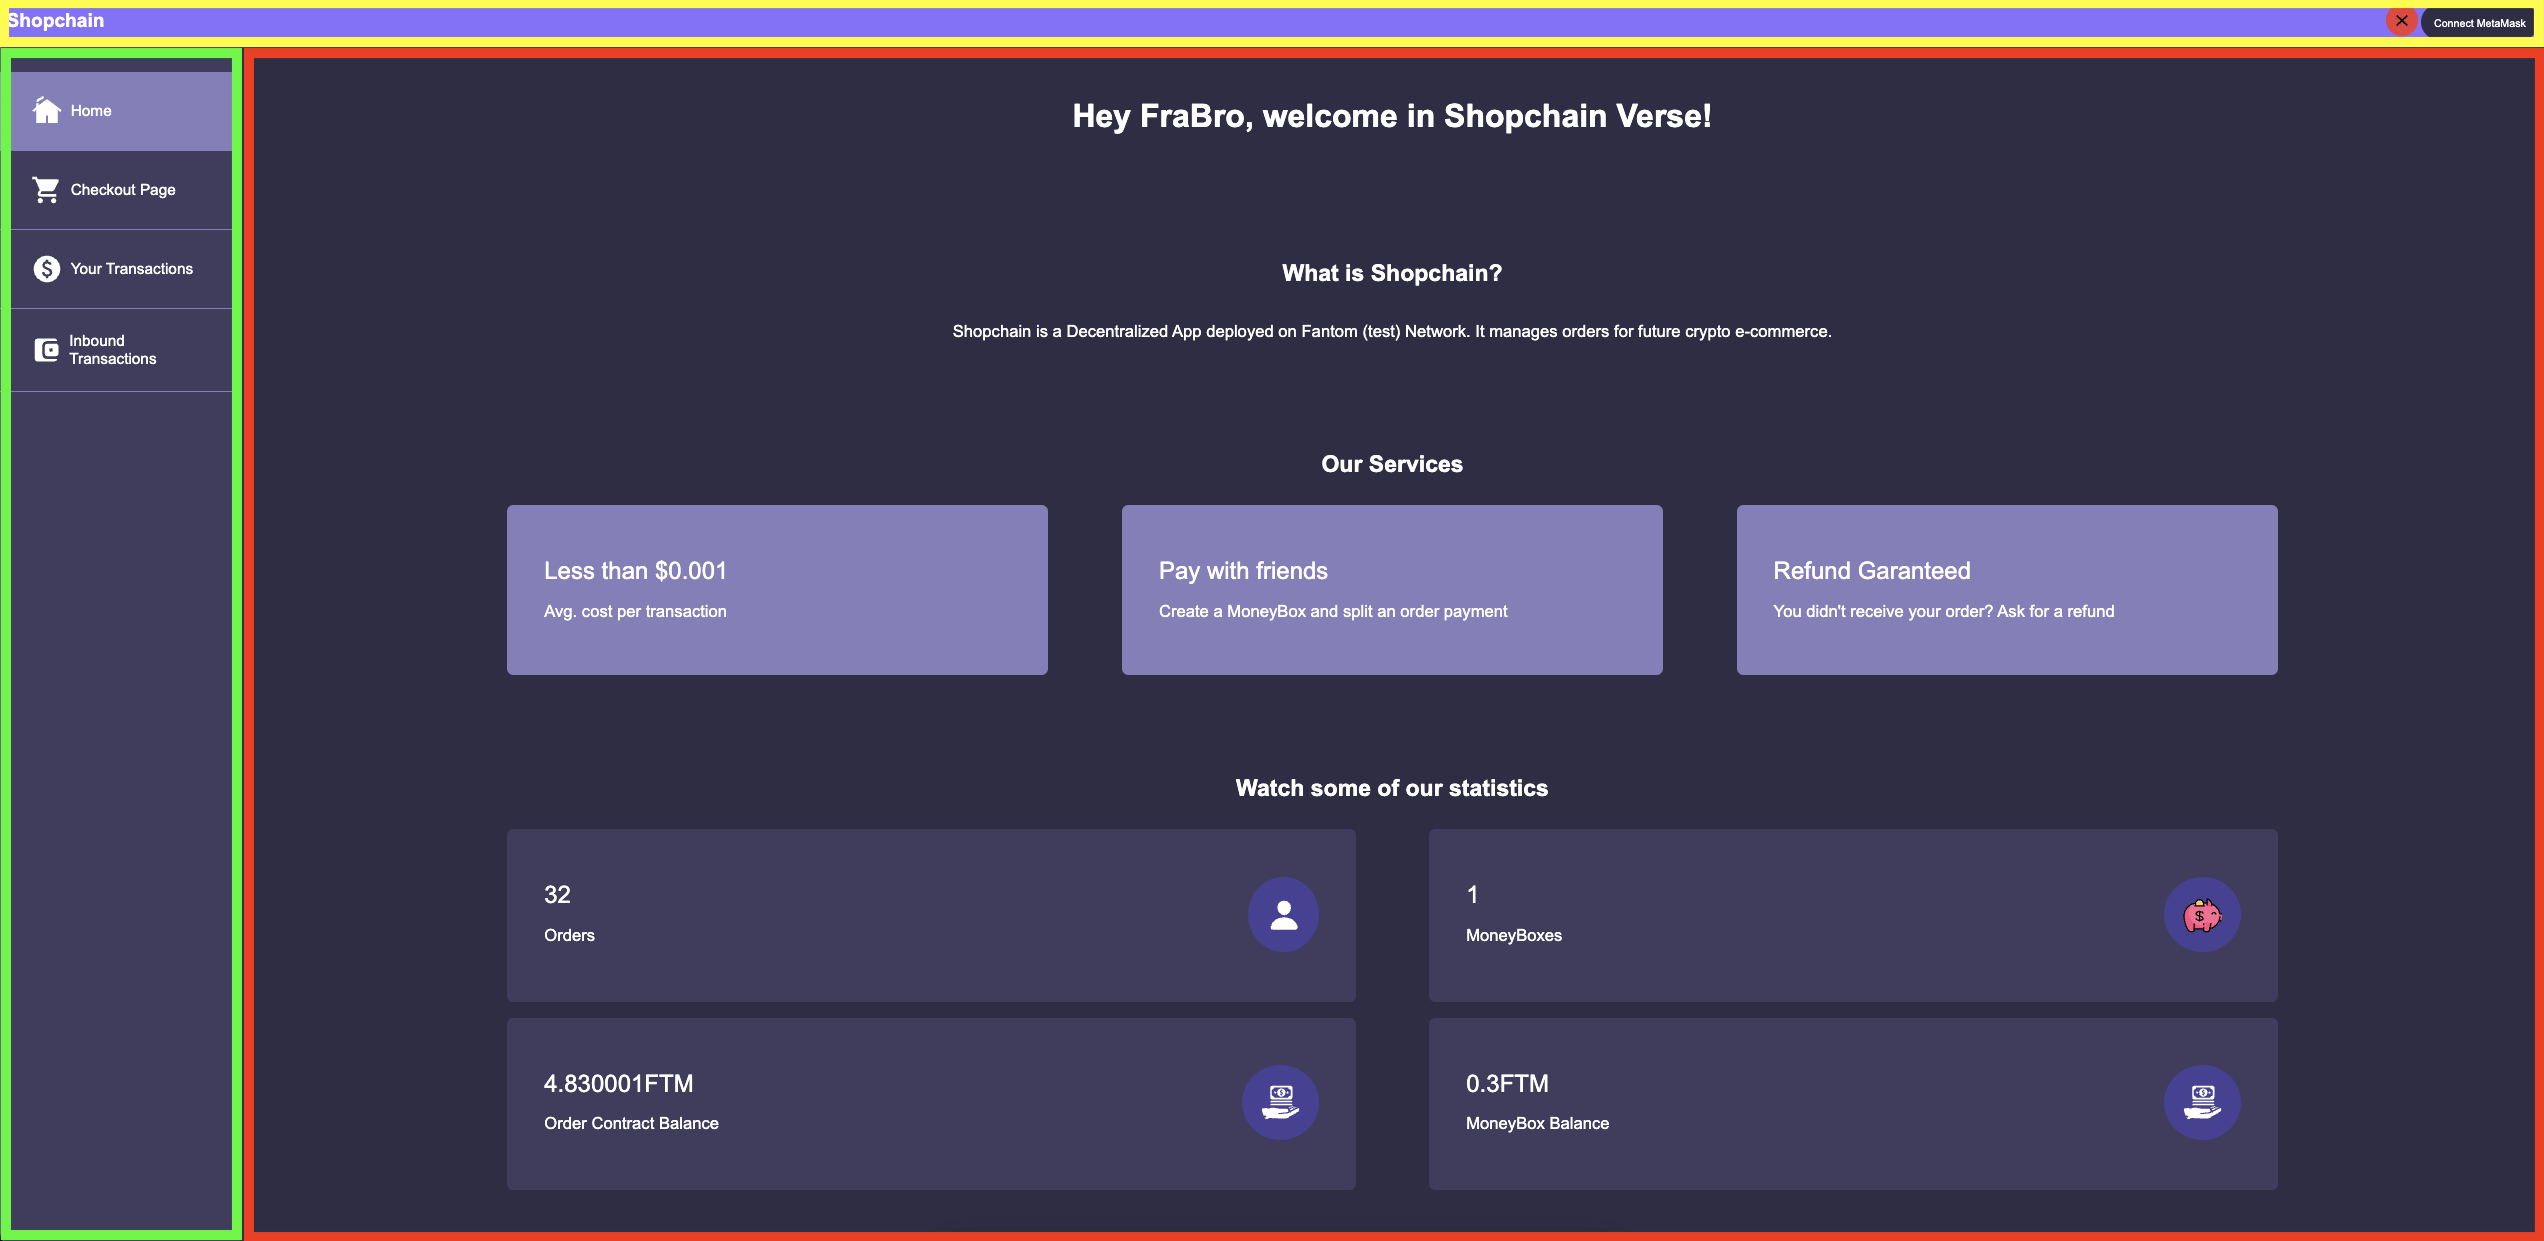 Shopchain
Connect MetaMask
Home
Checkout Page
Your Transactions
Inbound
Transactions
Hey FraBro, welcome in Shopchain Verse!
What is Shopchain?
Shopchain is a Decentralized App deployed on Fantom (test) Network. It manages orders for future crypto e-commerce.
Our Services
Less than $0.001
Avg. cost per transaction
Pay with friends
Create a MoneyBox and split an order payment
Refund Garanteed
You didn't receive your order? Ask for a refund
Watch some of our statistics
32
Orders
1
MoneyBoxes
4.830001FTM
Order Contract Balance
0.3FTM
MoneyBox Balance